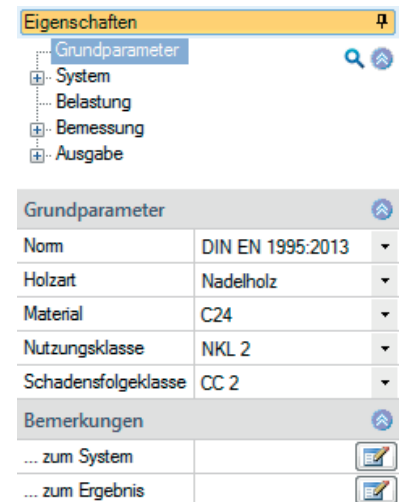 Eigenschaften
Grundparameter
System
Belastung
Bemessung
Ausgabe
Grundparameter
Norm DIN EN 1995:2013
Holzart Nadelholz
Material C24
Nutzungsklasse NKL 2
Schadensfolgeklasse CC 2
Bemerkungen
... zum System
... zum Ergebnis